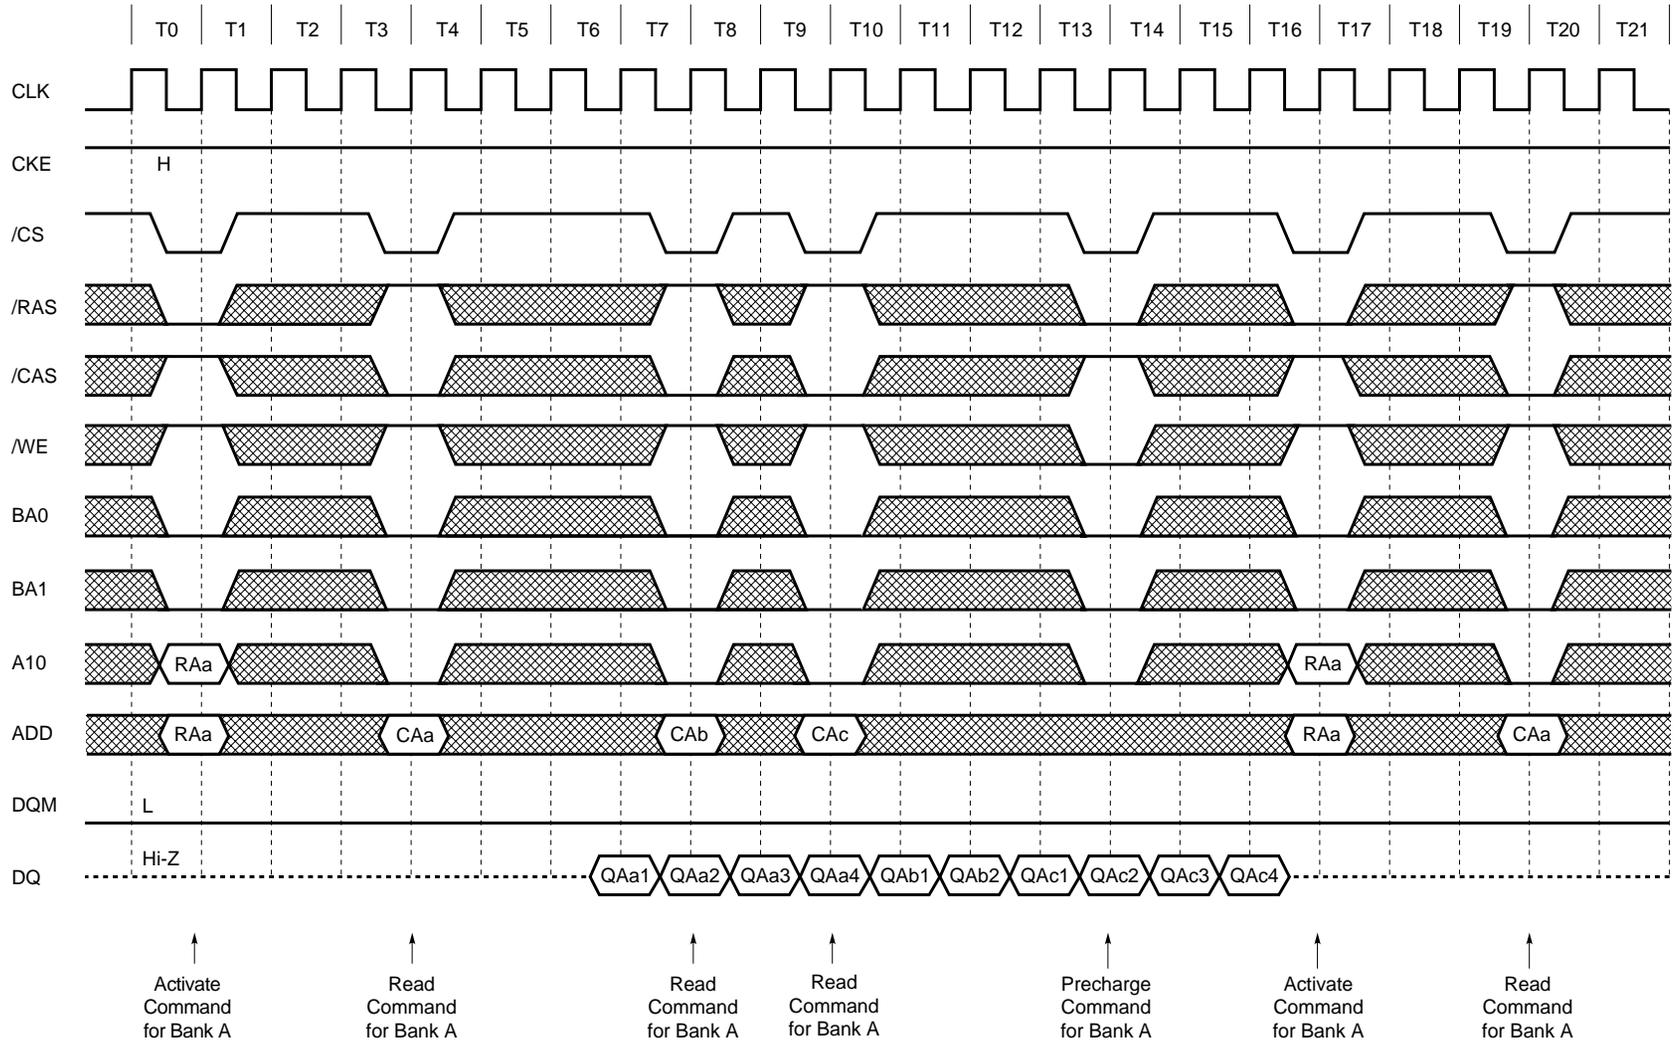 T0 T1 T2 T3 T4 T5 T6 T7 T8 T9 T10 T11 T12 T13 T14 T15 T16 T17 T18 T19 T20 T21
CLK
CKE H
/CS
/RAS
/CAS
/WE
BA0
BA1
A10 RAa RAa
ADD RAa CAa CAb CAc RAa CAa
DQM L
Hi-Z
DQ QAa1 QAa2 QAa3 QAa4 QAb1 QAb2 QAc1 QAc2 QAc3 QAc4
Activate
Command
for Bank A
Read
Command
for Bank A
Read
Command
for Bank A
Read
Command
for Bank A
Precharge
Command
for Bank A
Activate
Command
for Bank A
Read
Command
for Bank A